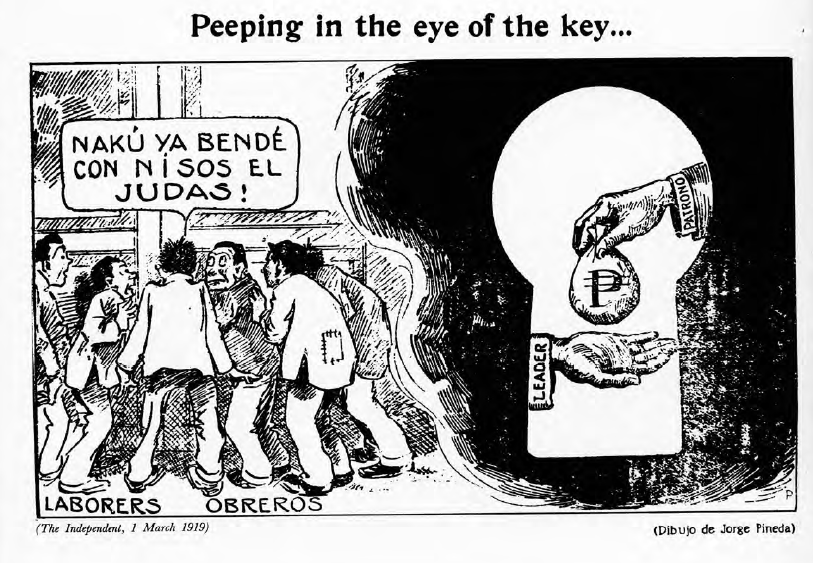 Peeping in the eye of the key...
NAKÚ YA BENDÉ
CON NÍSOS EL
JUDAS!
PATRONO
₱
LEADER
LABORERS OBREROS
P
(The Independent, 1 March 1919)
(Dibujo de Jorge Pineda)